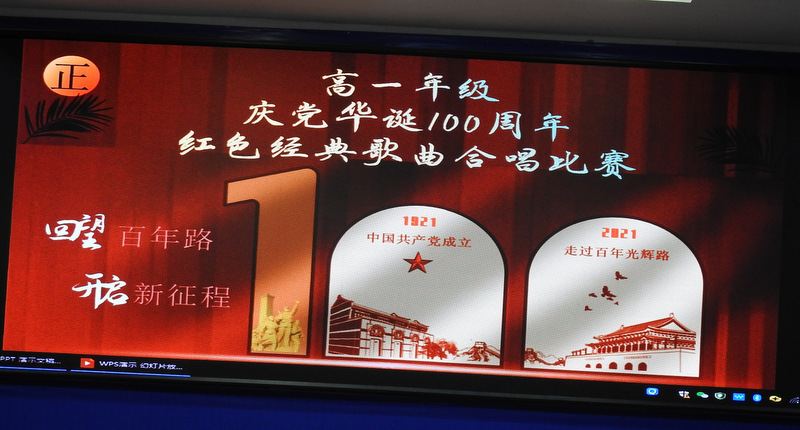 正
高一年级
庆党华诞100周年
红色经典歌曲合唱比赛
回望 百年路
开启 新征程
1
1921
中国共产党成立
2021
走过百年光辉路
PPT 演示文稿...
WPS演示 幻灯片放...